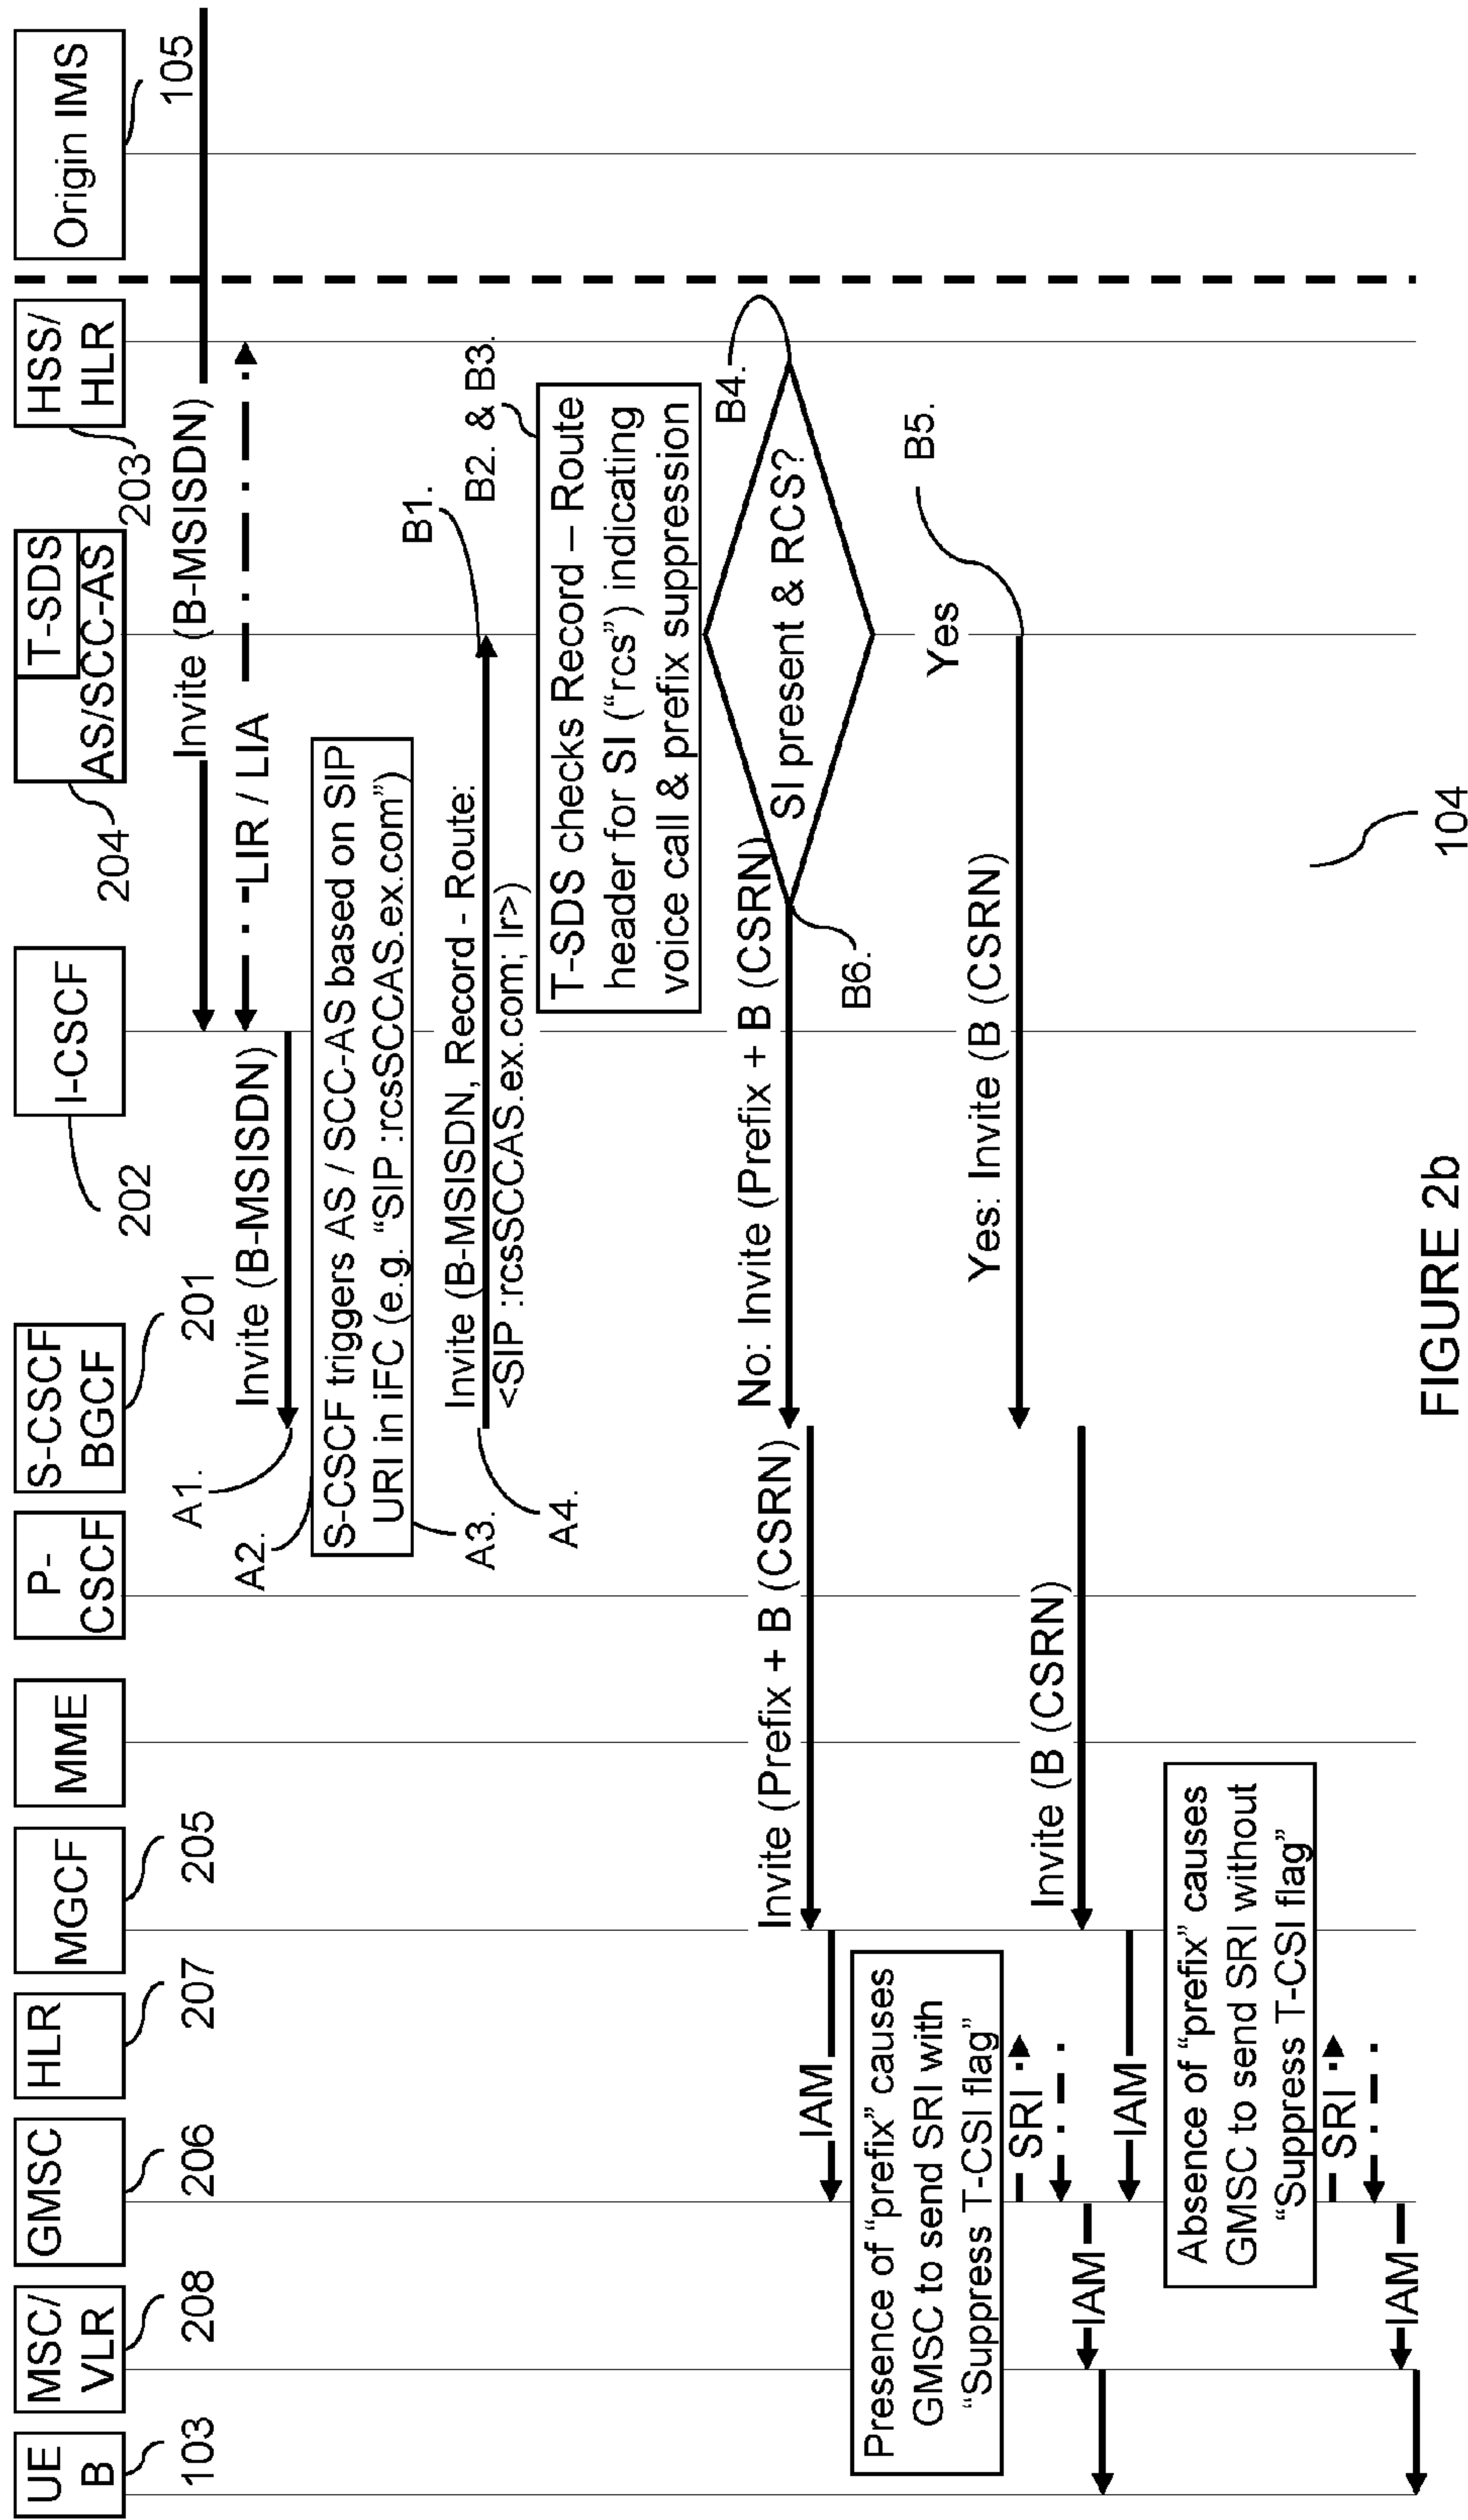 UE
B
103
MSC/
VLR
208
GMSC
206
HLR
207
MGCF
205
MME
P-
CSCF
S-CSCF
BGCF
201
I-CSCF
202
T-SDS
AS/SCC-AS
204
HSS/
HLR
203
Origin IMS
105
Invite (B-MSISDN)
LIR / LIA
Invite (B-MSISDN)
A1.
A2.
S-CSCF triggers AS / SCC-AS based on SIP
URI in iFC (e.g. “SIP :rcsSCCAS.ex.com”)
A3.
Invite (B-MSISDN, Record - Route:
<SIP :rcsSCCAS.ex.com; lr>)
A4.
B1.
B2. & B3.
T-SDS checks Record – Route
header for SI (“rcs”) indicating
voice call & prefix suppression
B4.
SI present & RCS?
B6.
No: Invite (Prefix + B (CSRN)
Invite (Prefix + B (CSRN)
IAM
Presence of “prefix” causes
GMSC to send SRI with
“Suppress T-CSI flag”
SRI
IAM
Yes
B5.
Yes: Invite (B (CSRN)
Invite (B (CSRN)
IAM
Absence of “prefix” causes
GMSC to send SRI without
“Suppress T-CSI flag”
SRI
IAM
104
FIGURE 2b